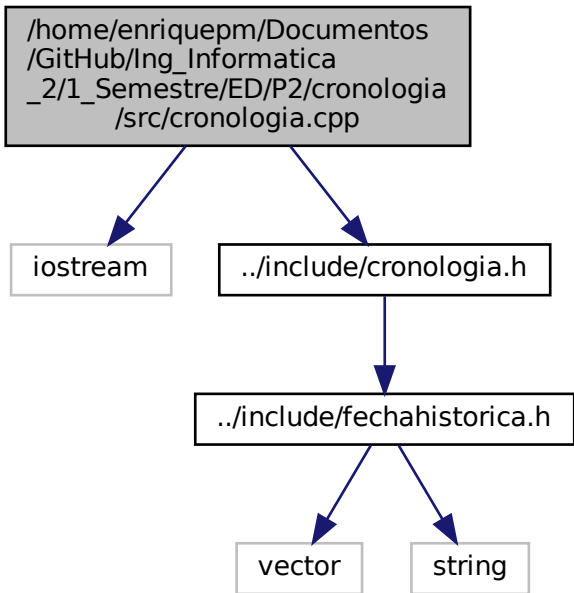 /home/enriquepm/Documentos
/GitHub/Ing_Informatica
_2/1_Semestre/ED/P2/cronologia
/src/cronologia.cpp
iostream
../include/cronologia.h
../include/fechahistorica.h
vector
string